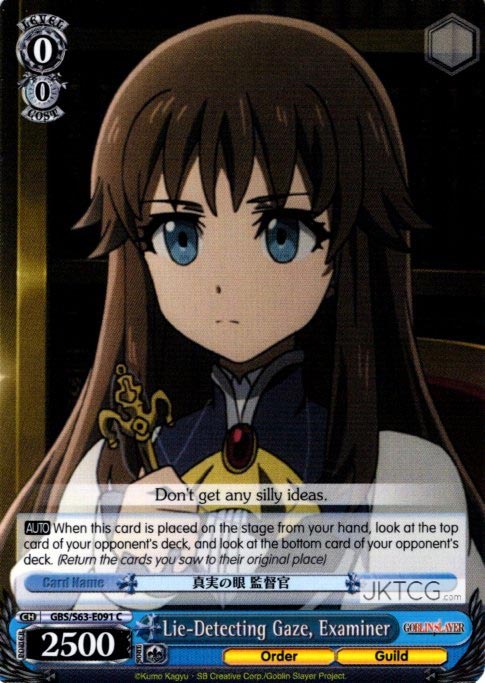 LEVEL
0
0
COST
Don't get any silly ideas.
AUTO When this card is placed on the stage from your hand, look at the top
card of your opponent's deck, and look at the bottom card of your opponent's
deck. (Return the cards you saw to their original place)
Card Name 真実の眼 監督官
JKTCG.com
CH GBS/S63-E091 C
POWER 2500 SOUL Lie-Detecting Gaze, Examiner GOBLIN SLAYER
Order Guild
©Kumo Kagyu・SB Creative Corp./Goblin Slayer Project.